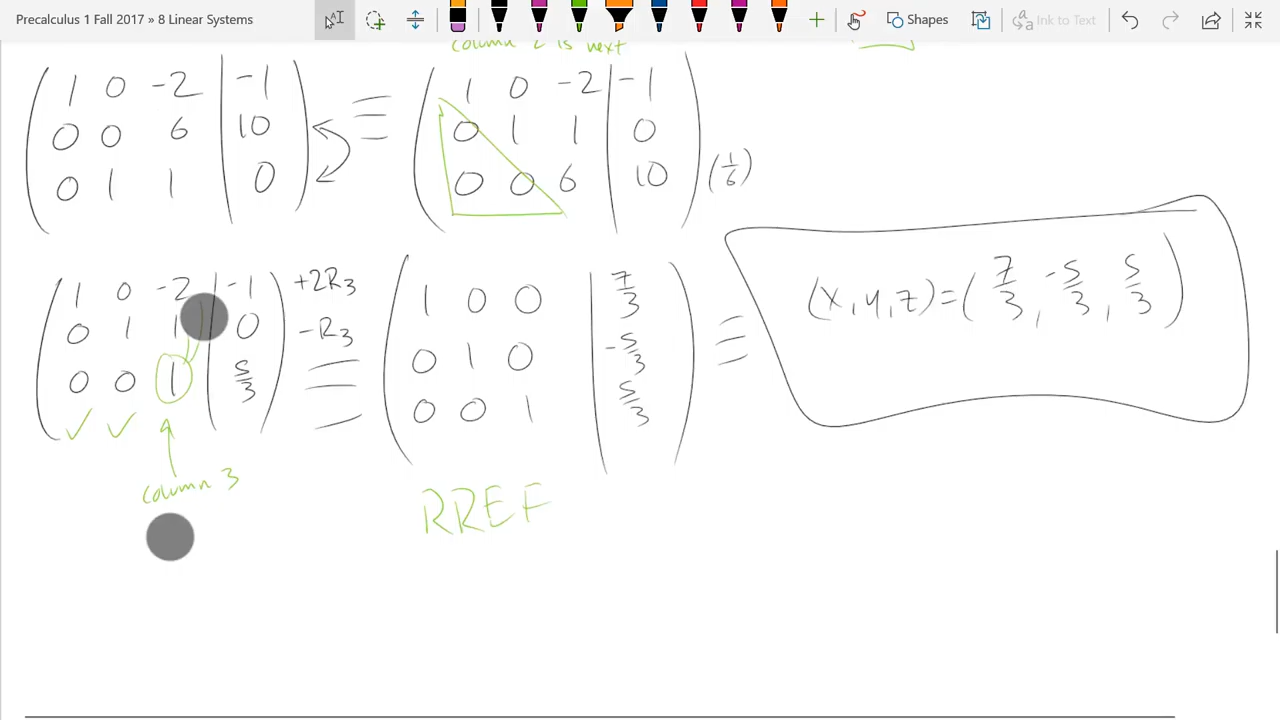 Precalculus 1 Fall 2017 » 8 Linear Systems
Shapes
Ink to Text
column 2 is next
1 0 -2 | -1
0 0 6 | 10
0 1 1 | 0
≡
1 0 -2 | -1
0 1 1 | 0
0 0 6 | 10 (1/6)
1 0 -2 | -1 +2R3
0 1 1 | 0 -R3
0 0 1 | 5/3
≡
1 0 0 | 7/3
0 1 0 | -5/3
0 0 1 | 5/3
≡
(x,y,z)=(7/3, -5/3, 5/3)
column 3
RREF